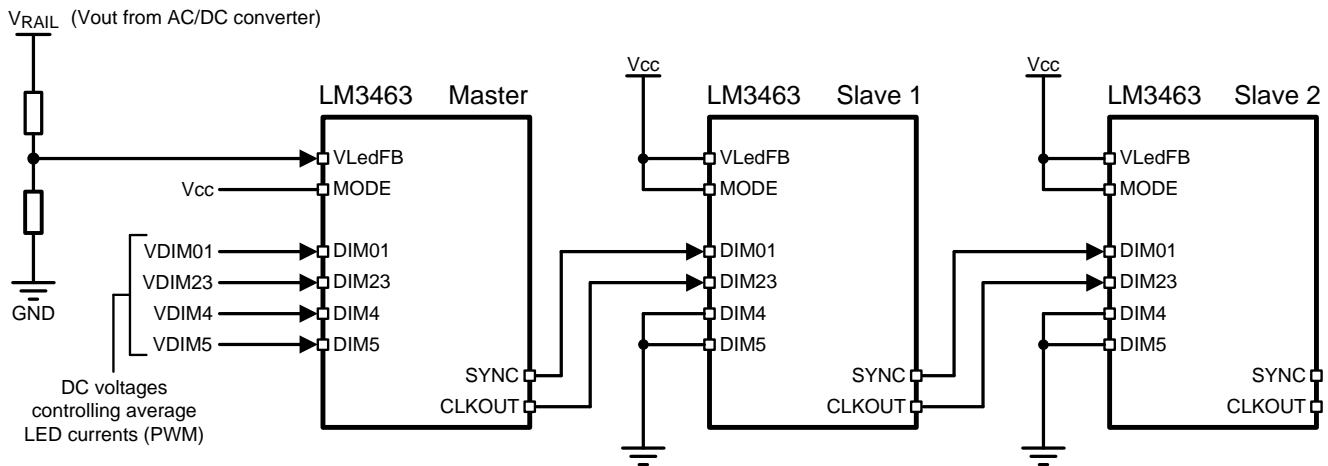 VRAIL (Vout from AC/DC converter)
Vcc
Vcc
LM3463 Master
LM3463 Slave 1
LM3463 Slave 2
VLedFB
VLedFB
VLedFB
Vcc
MODE
MODE
MODE
VDIM01
DIM01
DIM01
DIM01
VDIM23
DIM23
DIM23
DIM23
GND
VDIM4
DIM4
DIM4
DIM4
VDIM5
DIM5
DIM5
DIM5
SYNC
SYNC
SYNC
CLKOUT
CLKOUT
CLKOUT
DC voltages
controlling average
LED currents (PWM)